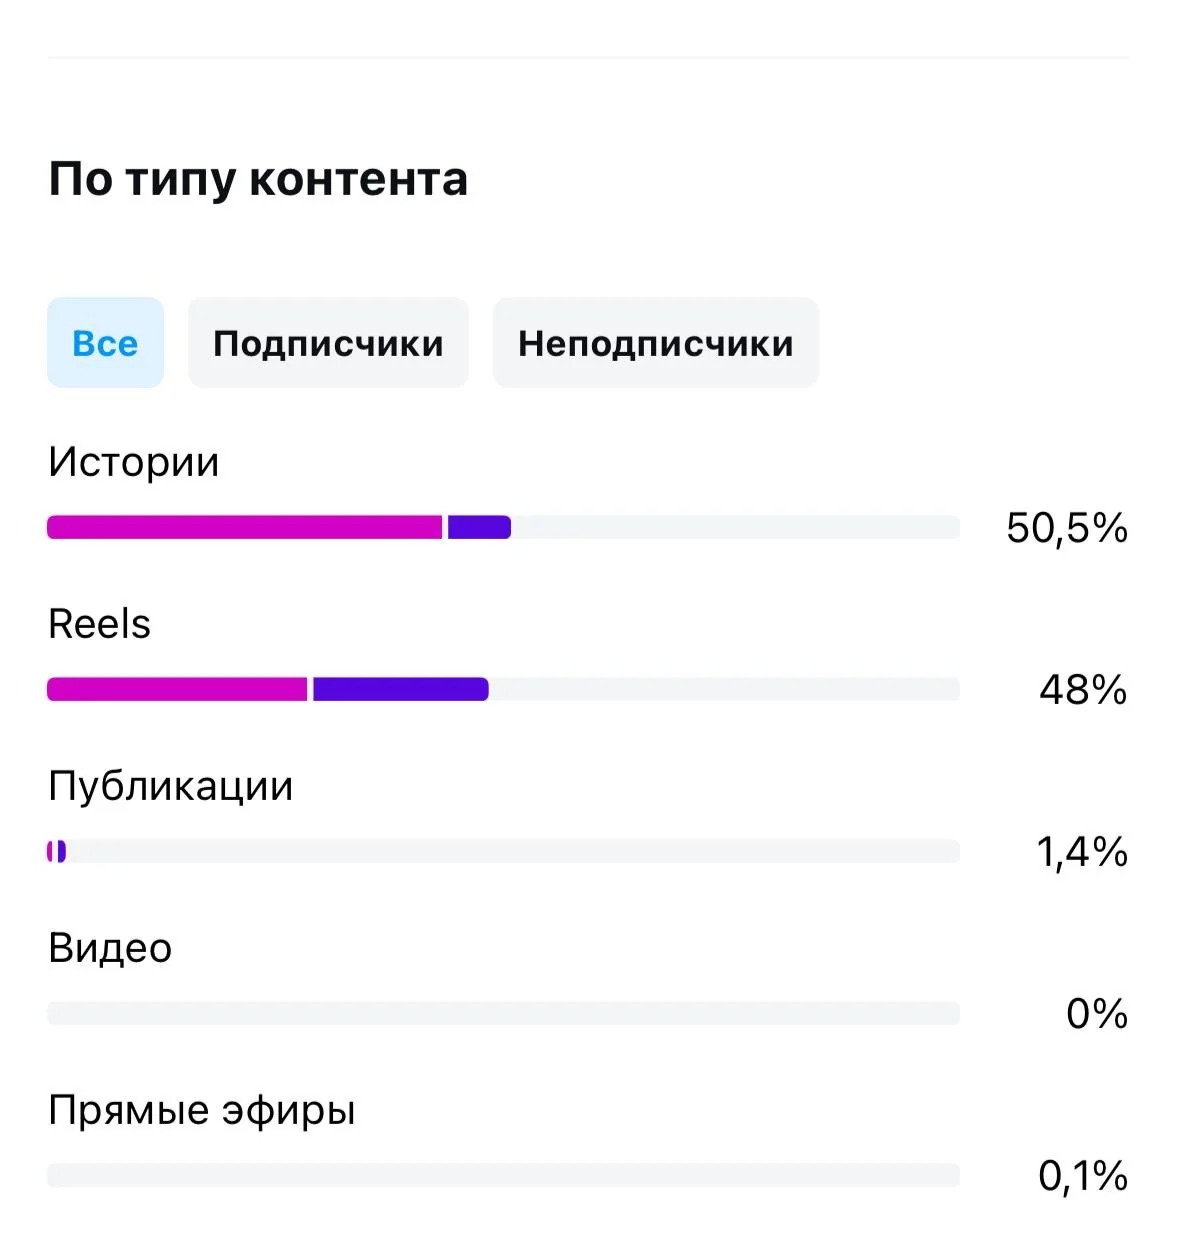 По типу контента
Все Подписчики Неподписчики
Истории
50,5%
Reels
48%
Публикации
1,4%
Видео
0%
Прямые эфиры
0,1%